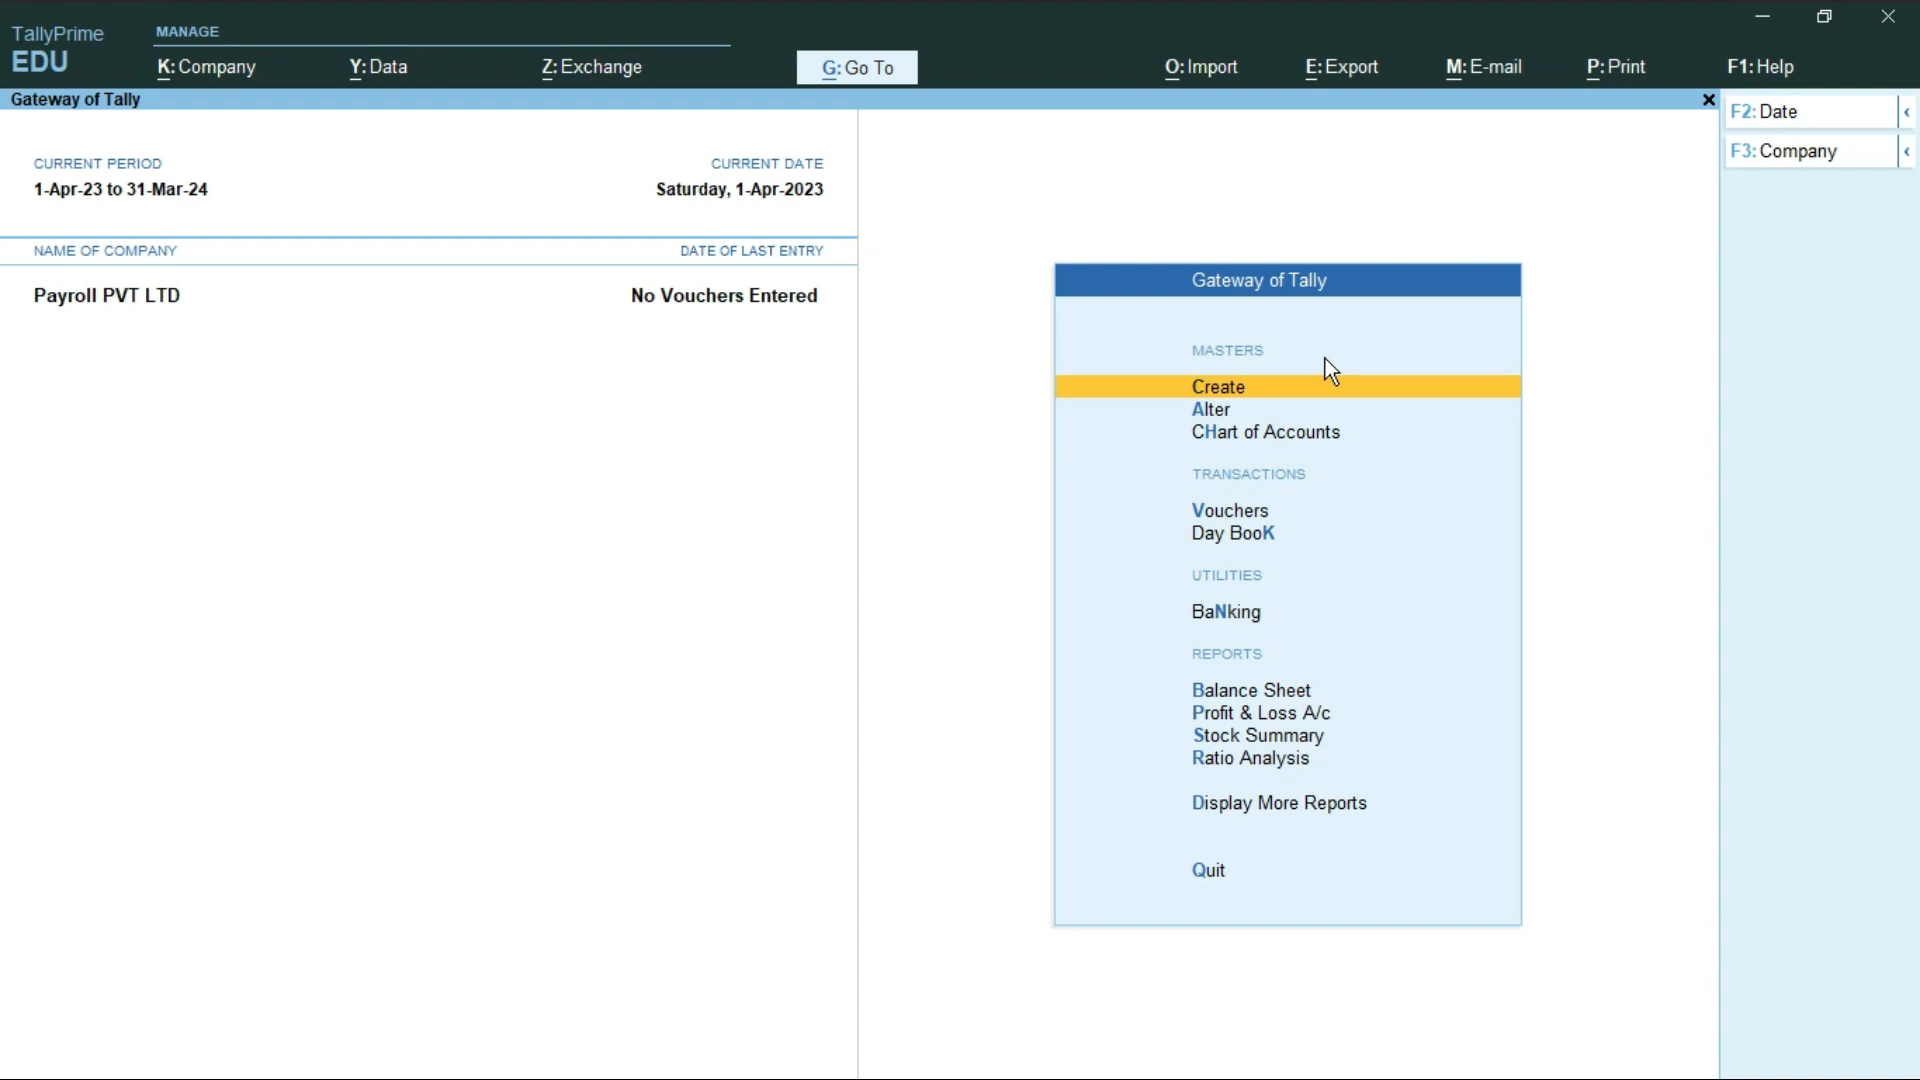 TallyPrime
EDU
MANAGE
K: Company
Y: Data
Z: Exchange
G: Go To
O: Import
E: Export
M: E-mail
P: Print
F1: Help
Gateway of Tally
F2: Date
F3: Company
CURRENT PERIOD
CURRENT DATE
1-Apr-23 to 31-Mar-24
Saturday, 1-Apr-2023
NAME OF COMPANY
DATE OF LAST ENTRY
Payroll PVT LTD
No Vouchers Entered
Gateway of Tally
MASTERS
Create
Alter
CHart of Accounts
TRANSACTIONS
Vouchers
Day BooK
UTILITIES
BaNking
REPORTS
Balance Sheet
Profit & Loss A/c
Stock Summary
Ratio Analysis
Display More Reports
Quit